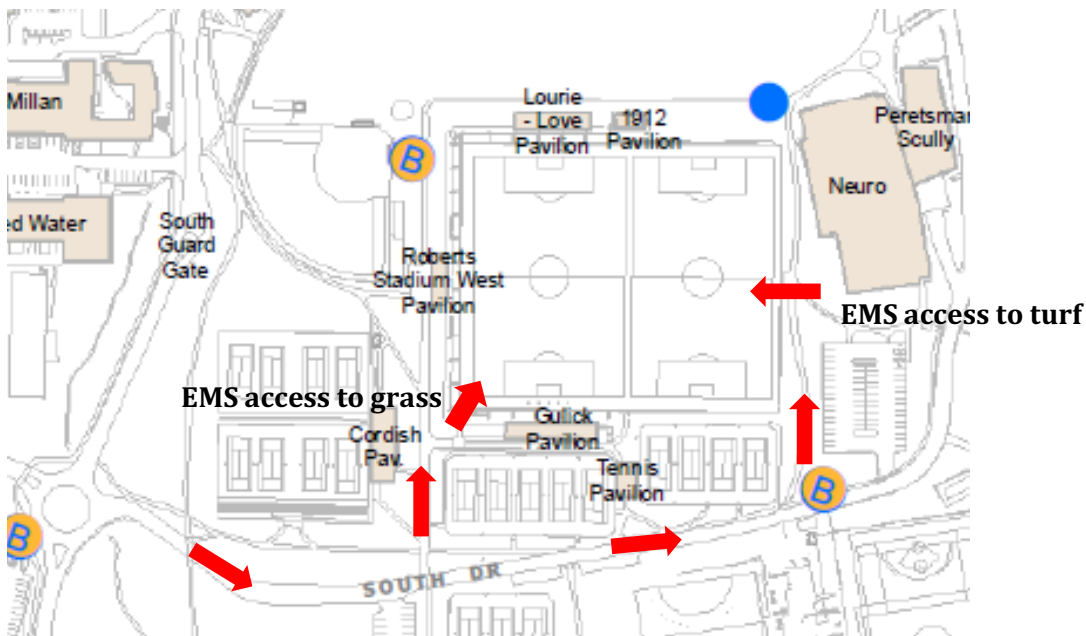 Millan
Lourie
- Love
Pavilion
1912
Pavilion
Peretsman
Scully
B
Neuro
ed Water
South
Guard
Gate
Roberts
Stadium West
Pavilion
EMS access to turf
EMS access to grass
Gulick
Pavilion
Cordish
Pav.
Tennis
Pavilion
B
B
SOUTH DR